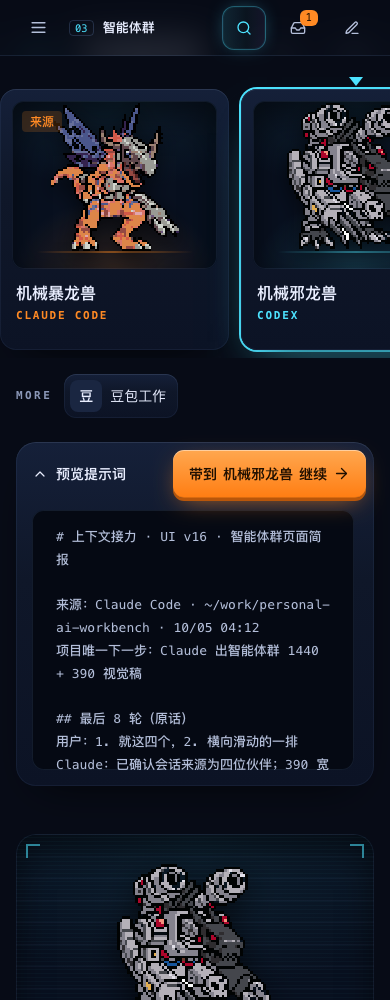 03 智能体群
1
来源
机械暴龙兽
CLAUDE CODE
机械邪龙兽
CODEX
MORE
豆 豆包工作
预览提示词
带到 机械邪龙兽 继续 →
# 上下文接力 · UI v16 · 智能体群页面简
报
来源: Claude Code · ~/work/personal-
ai-workbench · 10/05 04:12
项目唯一下一步: Claude 出智能体群 1440
+ 390 视觉稿
## 最后 8 轮 (原话)
用户: 1. 就这四个, 2. 横向滑动的一排
Claude: 已确认会话来源为四位伙伴; 390 宽